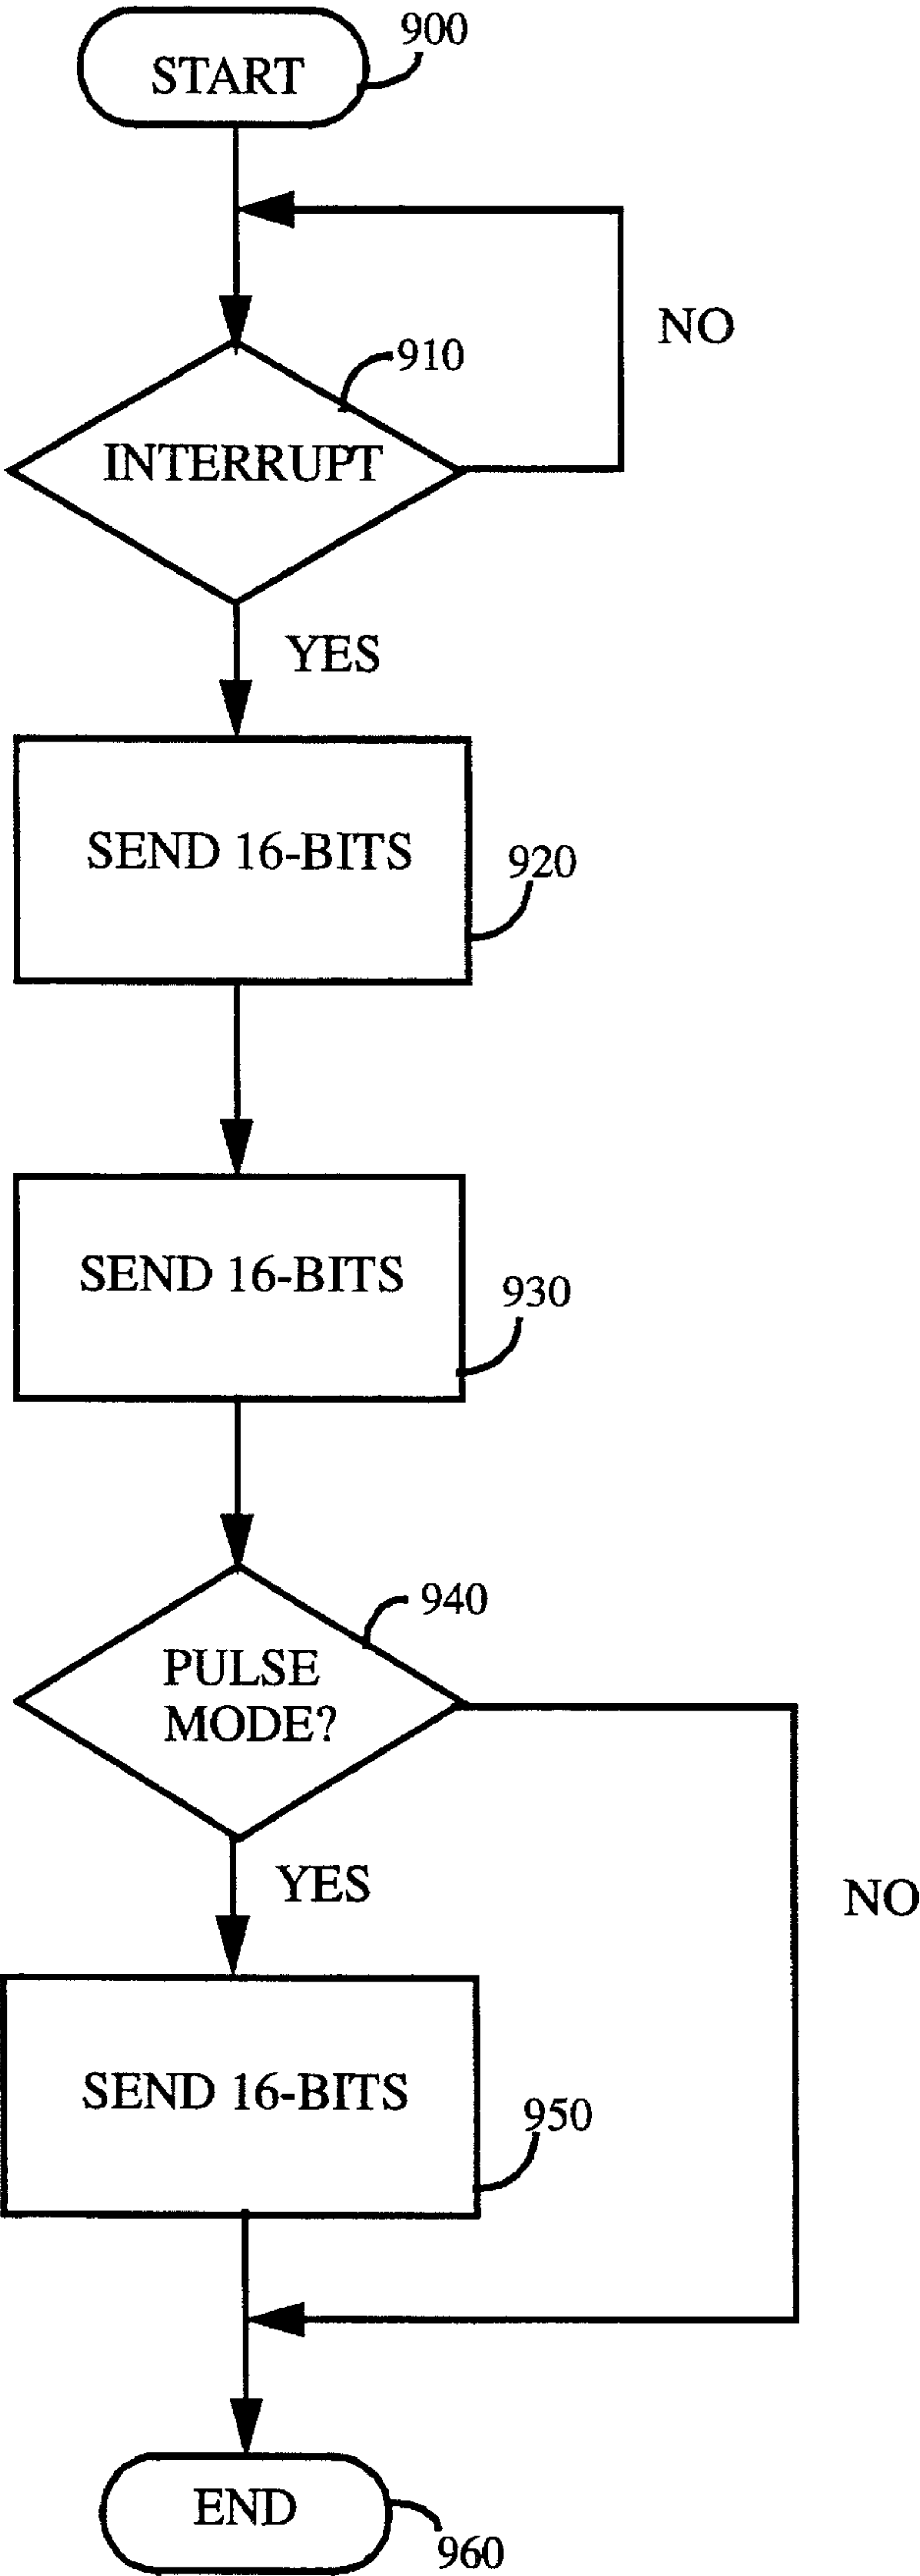 900
START
NO
910
INTERRUPT
YES
SEND 16-BITS
920
SEND 16-BITS
930
940
PULSE
MODE?
YES
NO
SEND 16-BITS
950
END
960